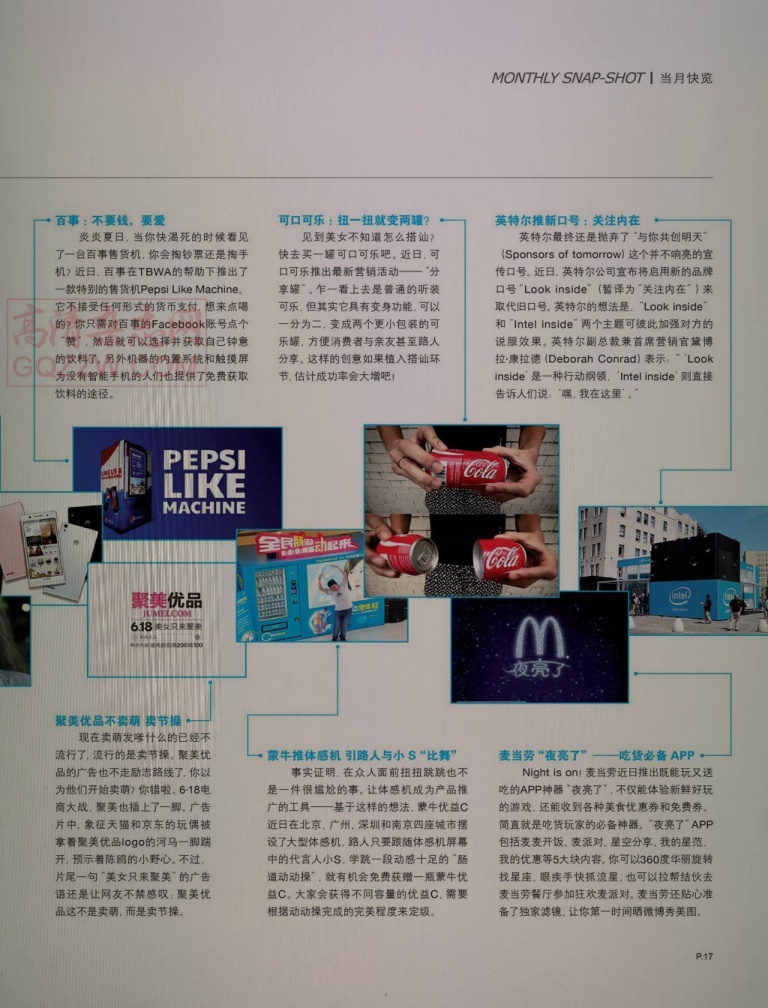 MONTHLY SNAP-SHOT | 当月快览
百事：不要钱，要爱
炎炎夏日，当你快渴死的时候看见
了一台百事售货机，你会掏钞票还是掏手
机？近日，百事在TBWA的帮助下推出了
一款特别的售货机Pepsi Like Machine。
它不接受任何形式的货币支付，想来点喝
的？你只需对百事的Facebook账号点个
“赞”，然后就可以选择并获取自己钟意
的饮料了。另外机器的内置系统和触摸屏
为没有智能手机的人们也提供了免费获取
饮料的途径。
可口可乐：扭一扭就变两罐？
见到美女不知道怎么搭讪？
快去买一罐可口可乐吧。近日，可
口可乐推出最新营销活动——“分
享罐”。乍一看上去是普通的听装
可乐，但其实它具有变身功能，可以
一分为二，变成两个更小包装的可
乐罐，方便消费者与亲友甚至路人
分享。这样的创意如果植入搭讪环
节，估计成功率会大增吧！
英特尔推新口号：关注内在
英特尔最终还是抛弃了“与你共创明天”
（Sponsors of tomorrow）这个并不响亮的宣
传口号。近日，英特尔公司宣布将启用新的品牌
口号“Look inside”（暂译为“关注内在”）来
取代旧口号。英特尔的想法是，“Look inside”
和“Intel inside”两个主题可彼此加强对方的
说服效果。英特尔副总裁兼首席营销官黛博
拉·康拉德（Deborah Conrad）表示：“‘Look
inside’是一种行动纲领，‘Intel inside’则直接
告诉人们说：‘嘿，我在这里’。”
PEPSI
LIKE
MACHINE
聚美优品
JUMEI.COM
6.18 美女只来聚美
全民肠道动起来
Coca-Cola
Coca-Cola
intel
夜亮了
聚美优品不卖萌 卖节操
现在卖萌发嗲什么的已经不
流行了，流行的是卖节操。聚美优
品的广告也不走励志路线了，你以
为他们开始卖萌？你错啦。6·18电
商大战，聚美也插上了一脚。广告
片中，象征天猫和京东的玩偶被
拿着聚美优品logo的河马一脚踹
开，预示着陈鸥的小野心。不过，
片尾一句“美女只来聚美”的广告
语还是让网友不禁感叹：聚美优
品这不是卖萌，而是卖节操。
蒙牛推体感机 引路人与小S“比舞”
事实证明，在众人面前扭扭跳跳也不
是一件很尴尬的事。让体感机成为产品推
广的工具——基于这样的想法，蒙牛优益C
近日在北京，广州，深圳和南京四座城市摆
设了大型体感机，路人只要跟随体感机屏幕
中的代言人小S，学跳一段动感十足的“肠
道动动操”，就有机会免费获赠一瓶蒙牛优
益C。大家会获得不同容量的优益C，需要
根据动动操完成的完美程度来定级。
麦当劳“夜亮了”——吃货必备 APP
Night is on! 麦当劳近日推出既能玩又送
吃的APP神器“夜亮了”，不仅能体验新鲜好玩
的游戏，还能收到各种美食优惠券和免费券。
简直就是吃货玩家的必备神器。“夜亮了”APP
包括麦麦开饭，麦派对，星空分享，我的星范，
我的优惠等5大块内容。你可以360度华丽旋转
找星座，眼疾手快抓流星，也可以拉帮结伙去
麦当劳餐厅参加狂欢麦派对。麦当劳还贴心准
备了独家滤镜，让你第一时间晒微博秀美图。
P.17